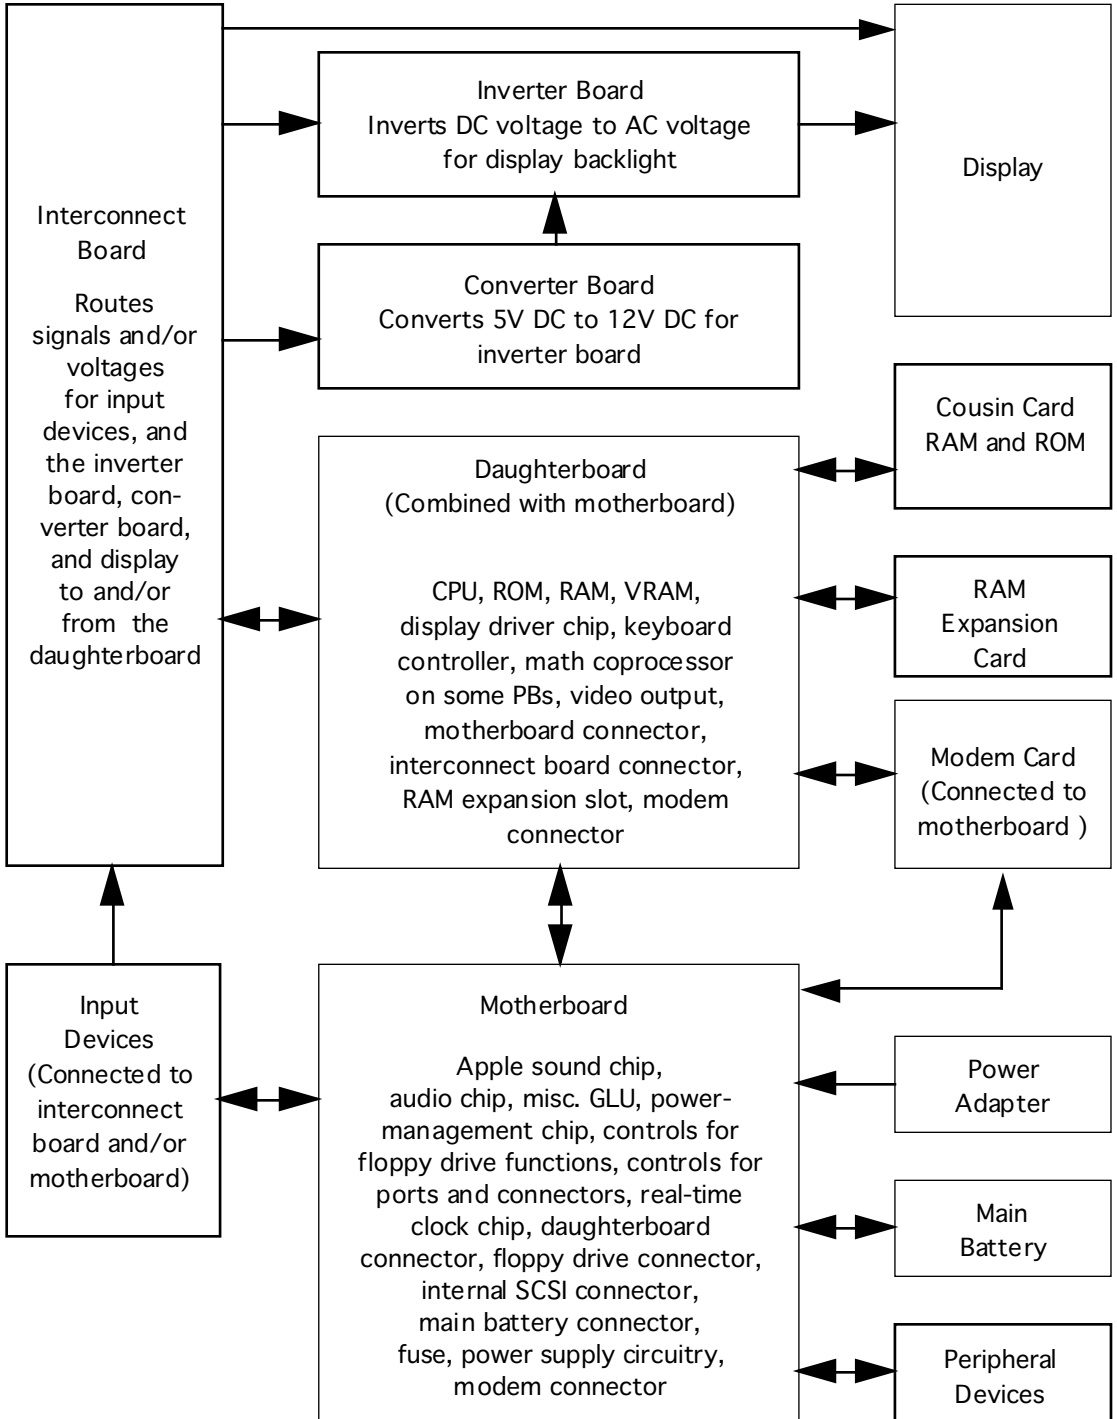 Interconnect
Board
Routes
signals and/or
voltages
for input
devices, and
the inverter
board, con-
verter board,
and display
to and/or
from the
daughterboard
Inverter Board
Inverts DC voltage to AC voltage
for display backlight
Display
Converter Board
Converts 5V DC to 12V DC for
inverter board
Cousin Card
RAM and ROM
Daughterboard
(Combined with motherboard)
CPU, ROM, RAM, VRAM,
display driver chip, keyboard
controller, math coprocessor
on some PBs, video output,
motherboard connector,
interconnect board connector,
RAM expansion slot, modem
connector
RAM
Expansion
Card
Modem Card
(Connected to
motherboard )
Input
Devices
(Connected to
interconnect
board and/or
motherboard)
Motherboard
Apple sound chip,
audio chip, misc. GLU, power-
management chip, controls for
floppy drive functions, controls for
ports and connectors, real-time
clock chip, daughterboard
connector, floppy drive connector,
internal SCSI connector,
main battery connector,
fuse, power supply circuitry,
modem connector
Power
Adapter
Main
Battery
Peripheral
Devices